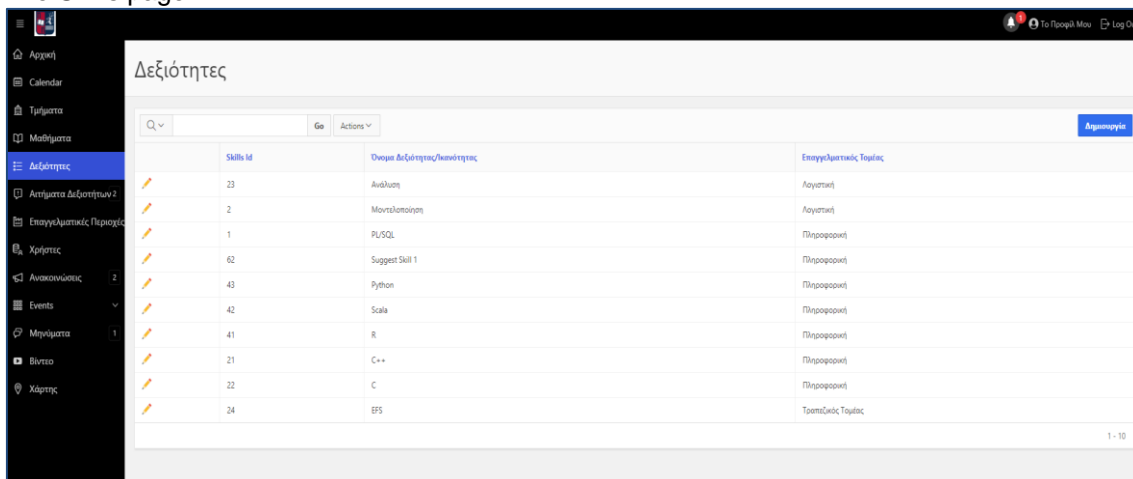 1 Το Προφίλ Μου Log Ou
Αρχική
Calendar
Τμήματα
Μαθήματα
Δεξιότητες
Αιτήματα Δεξιοτήτων 2
Επαγγελματικές Περιοχές
Χρήστες
Ανακοινώσεις 2
Events
Μηνύματα 1
Βίντεο
Χάρτης
Δεξιότητες
Go Actions Δημιουργία
Skills Id Όνομα Δεξιότητας/Ικανότητας Επαγγελματικός Τομέας
23 Ανάλυση Λογιστική
2 Μοντελοποίηση Λογιστική
1 PL/SQL Πληροφορική
62 Suggest Skill 1 Πληροφορική
43 Python Πληροφορική
42 Scala Πληροφορική
41 R Πληροφορική
21 C++ Πληροφορική
22 C Πληροφορική
24 EFS Τραπεζικός Τομέας
1 - 10